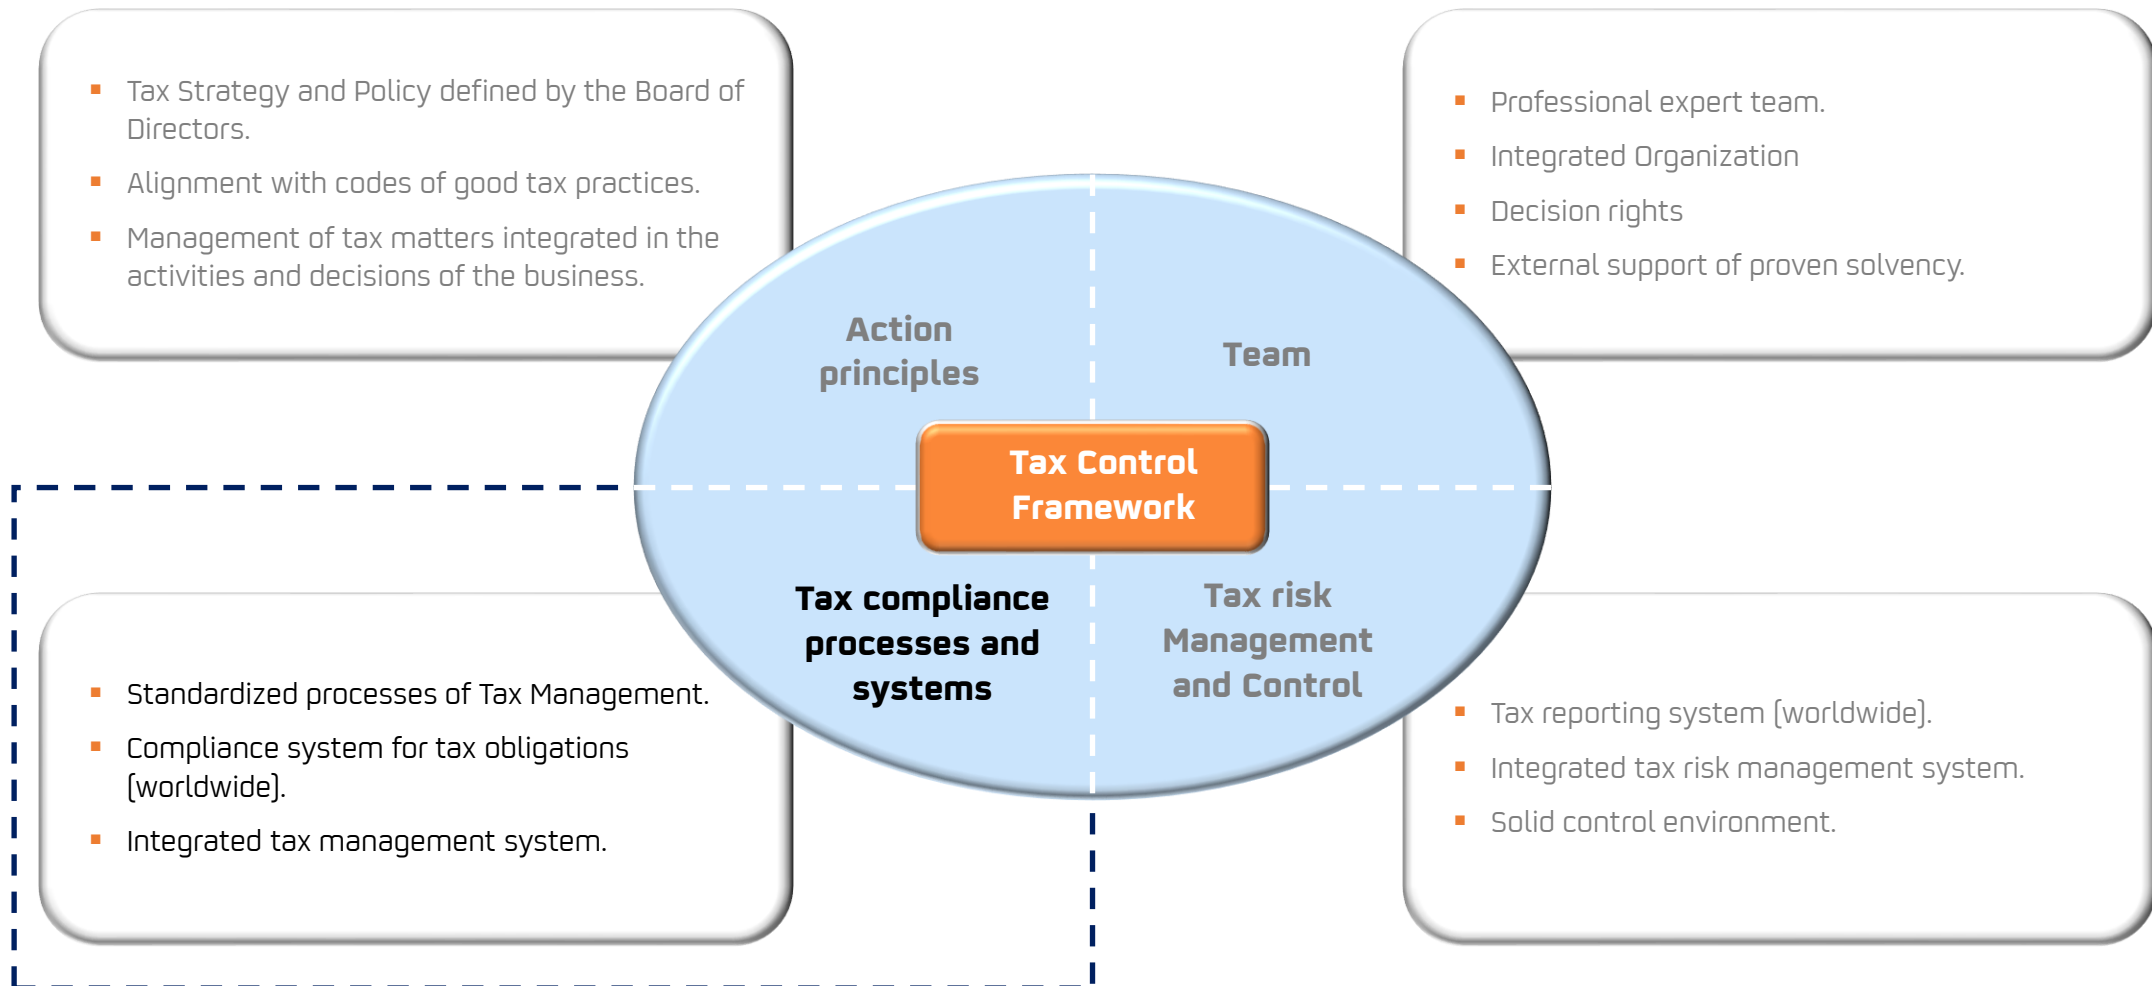 Tax Strategy and Policy defined by the Board of
Directors.
Alignment with codes of good tax practices.
Management of tax matters integrated in the
activities and decisions of the business.
Professional expert team.
Integrated Organization
Decision rights
External support of proven solvency.
Action
principles
Team
Tax Control
Framework
Tax compliance
processes and
systems
Tax risk
Management
and Control
Standardized processes of Tax Management.
Compliance system for tax obligations
(worldwide).
Integrated tax management system.
Tax reporting system (worldwide).
Integrated tax risk management system.
Solid control environment.